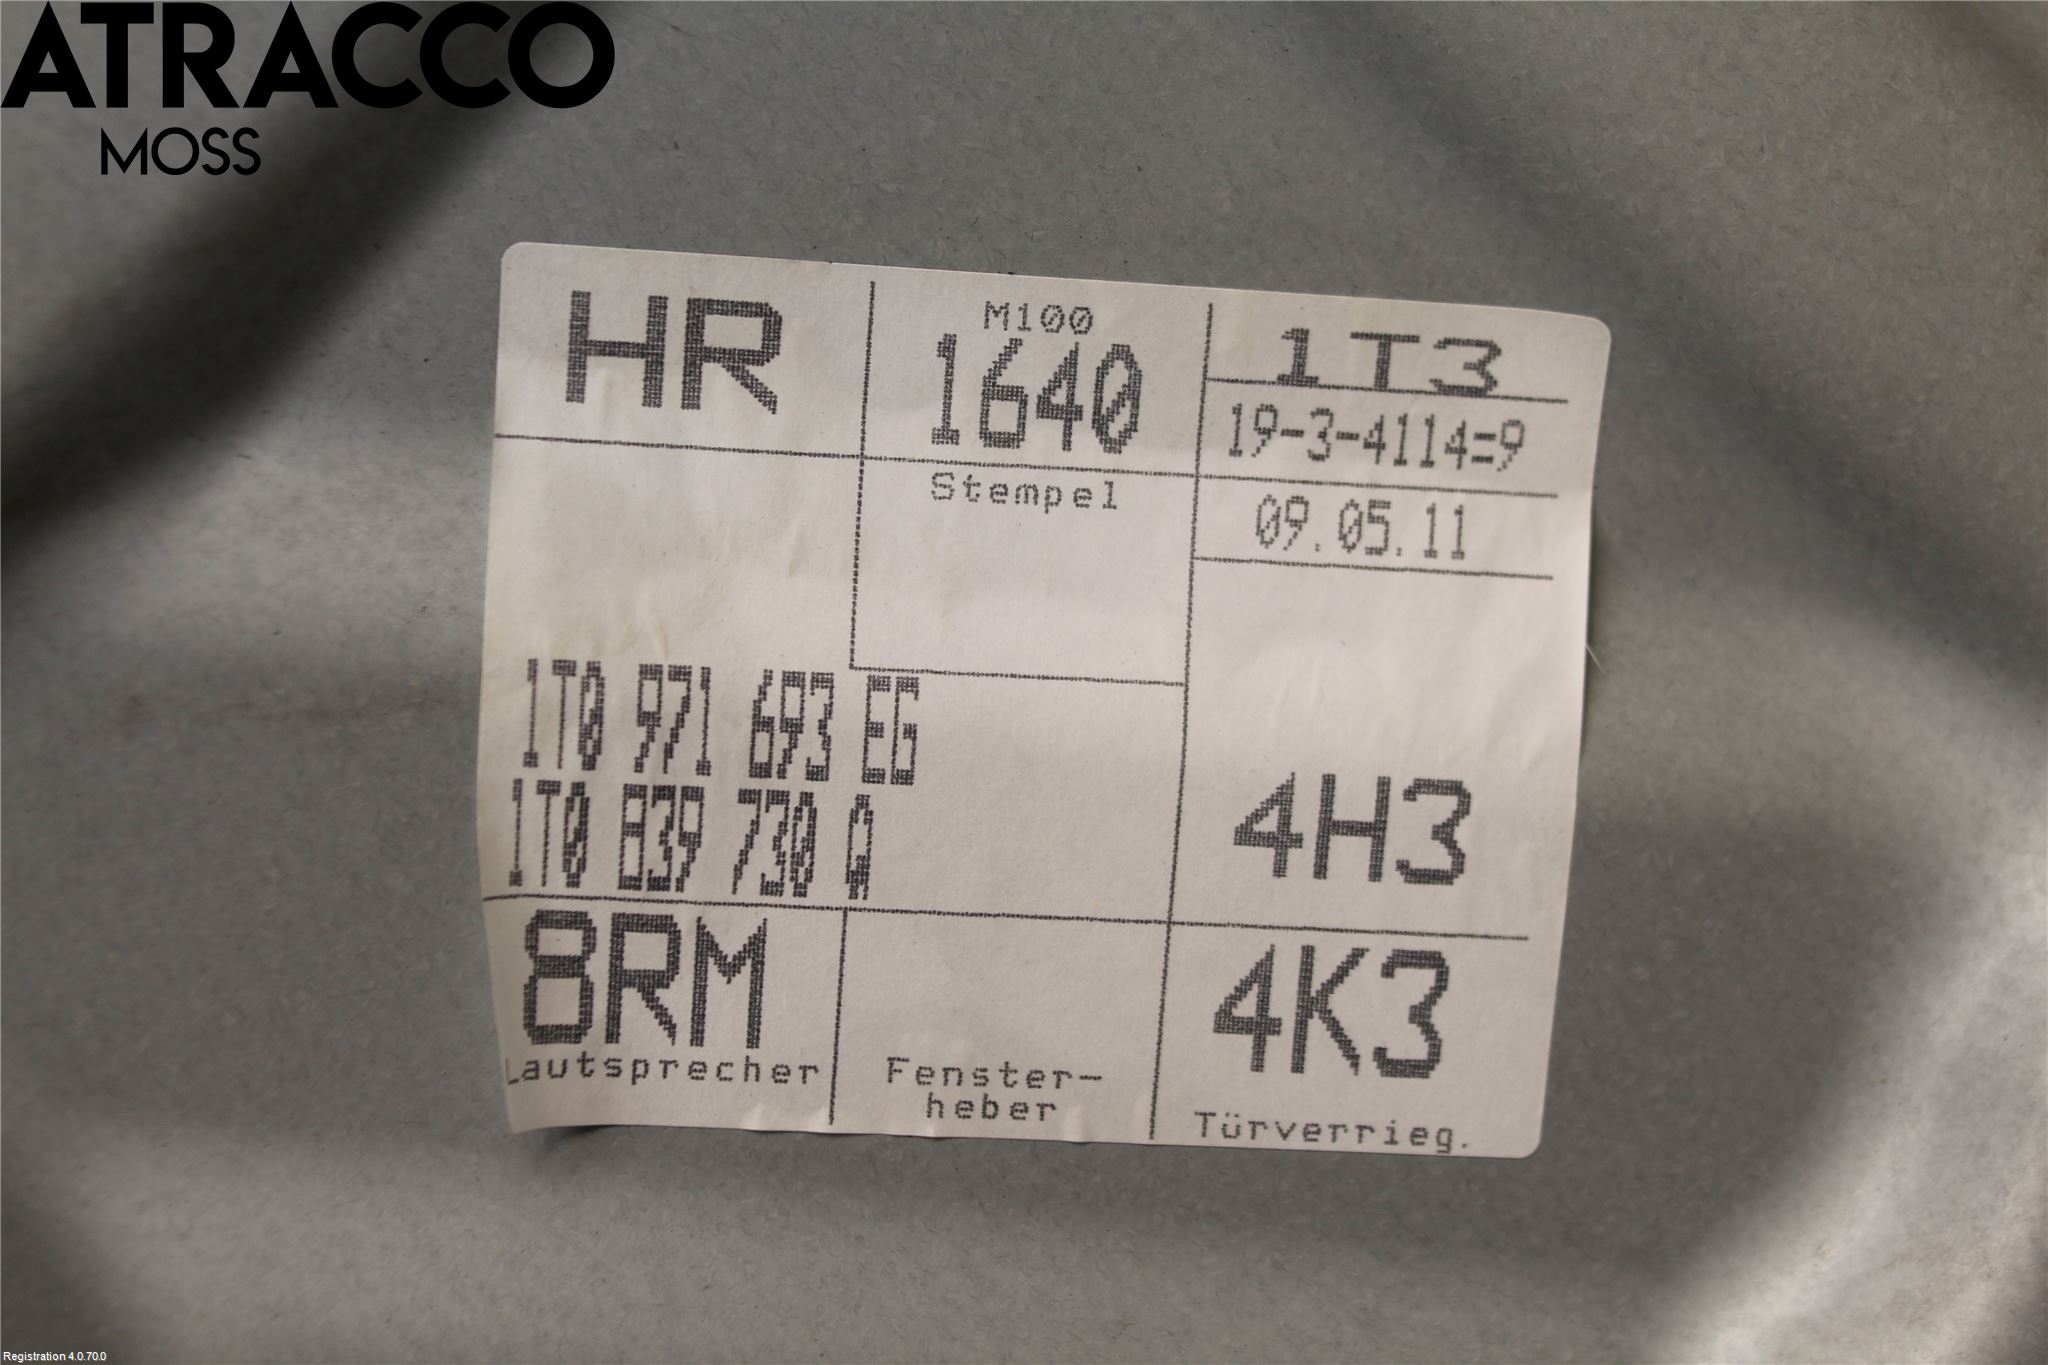 ATRACCO
MOSS
HR
M100
1640
1T3
19-3-4114=9
Stempel
09.05.11
1T0 971 693 EG
1T0 839 730
4H3
8RM
Lautsprecher
Fenster-
heber
4K3
Türverrieg.
Registration 4.0.70.0